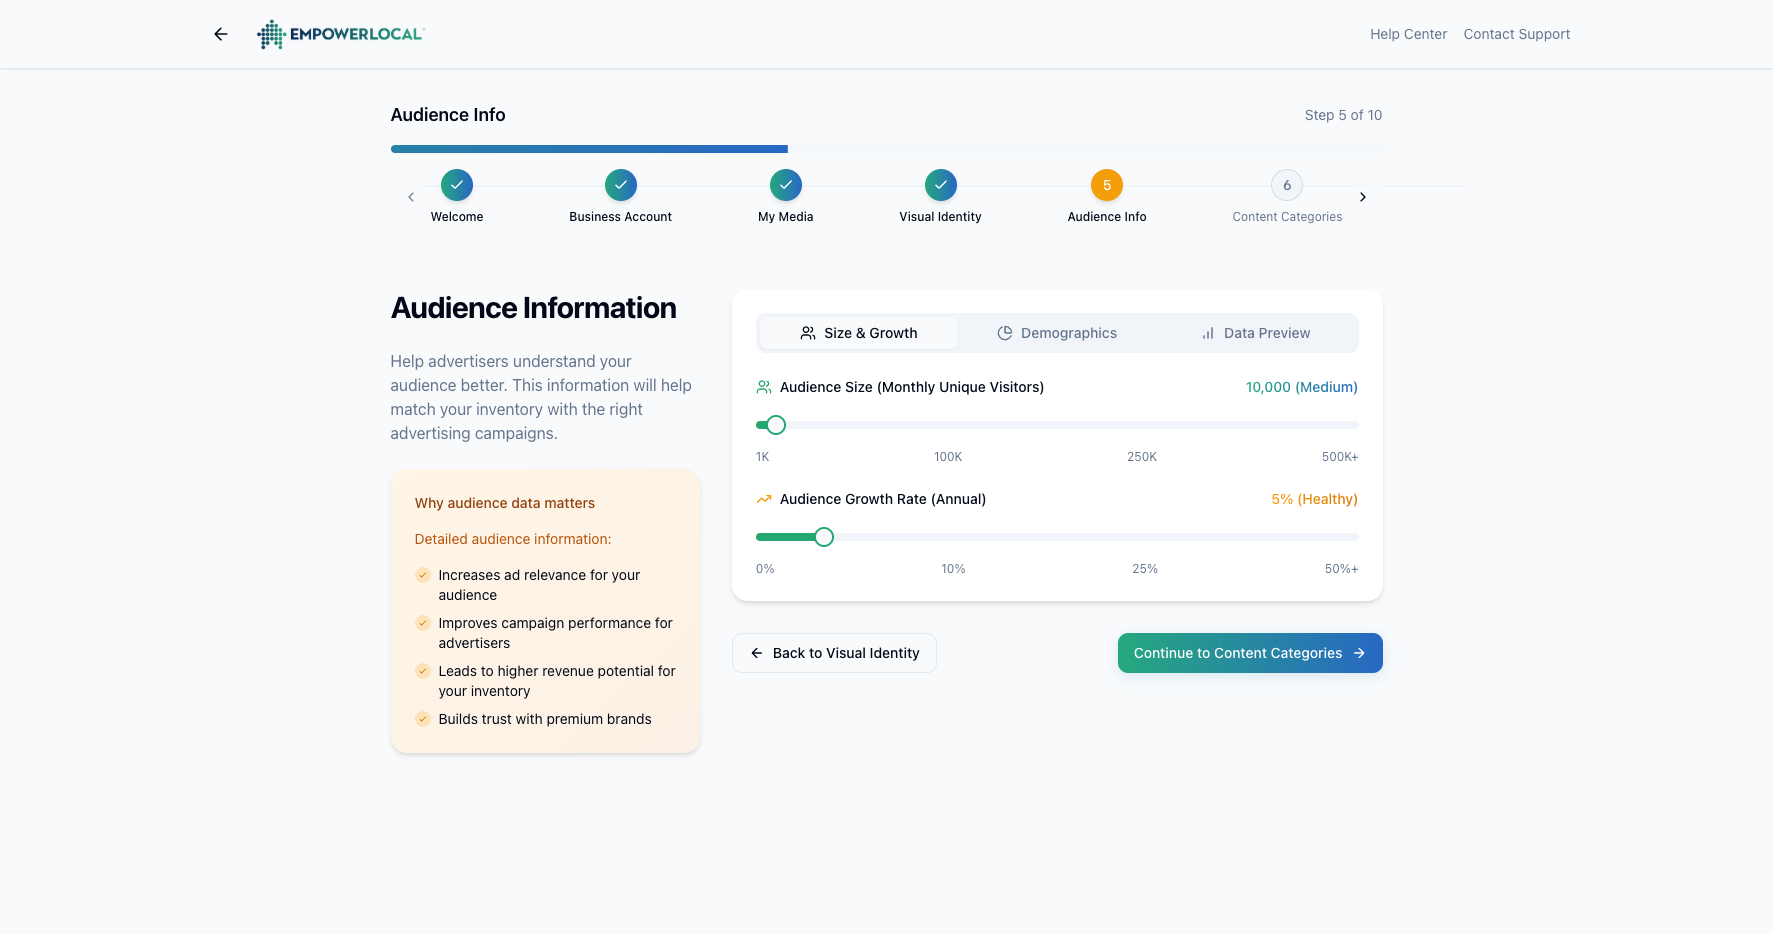 EMPOWERLOCAL
Help Center
Contact Support
Audience Info
Step 5 of 10
Welcome
Business Account
My Media
Visual Identity
5
Audience Info
6
Content Categories
Audience Information
Help advertisers understand your
audience better. This information will help
match your inventory with the right
advertising campaigns.
Why audience data matters
Detailed audience information:
Increases ad relevance for your
audience
Improves campaign performance for
advertisers
Leads to higher revenue potential for
your inventory
Builds trust with premium brands
Size & Growth
Demographics
Data Preview
Audience Size (Monthly Unique Visitors)
10,000 (Medium)
1K
100K
250K
500K+
Audience Growth Rate (Annual)
5% (Healthy)
0%
10%
25%
50%+
Back to Visual Identity
Continue to Content Categories